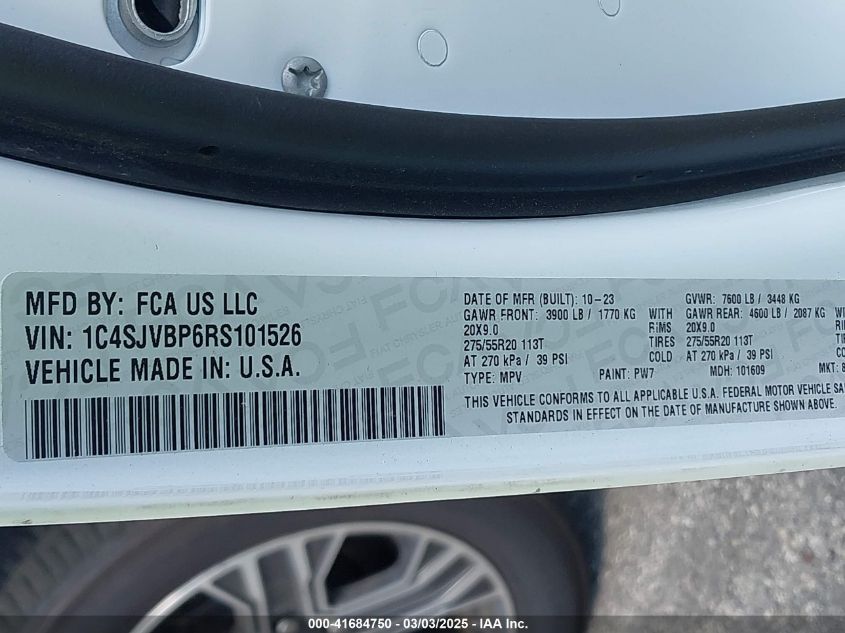 MFD BY: FCA US LLC
VIN: 1C4SJVBP6RS101526
VEHICLE MADE IN: U.S.A.
DATE OF MFR (BUILT): 10-23 GVWR: 7600 LB / 3448 KG
GAWR FRONT: 3900 LB / 1770 KG WITH GAWR REAR: 4600 LB / 2087 KG
20X9.0 RIMS 20X9.0
275/55R20 113T TIRES 275/55R20 113T
AT 270 kPa / 39 PSI COLD AT 270 kPa / 39 PSI
TYPE: MPV PAINT: PW7 MDH: 101609 MKT:
THIS VEHICLE CONFORMS TO ALL APPLICABLE U.S.A. FEDERAL MOTOR VEHICLE
STANDARDS IN EFFECT ON THE DATE OF MANUFACTURE SHOWN ABOVE.
000-41684750 - 03/03/2025 - IAA Inc.